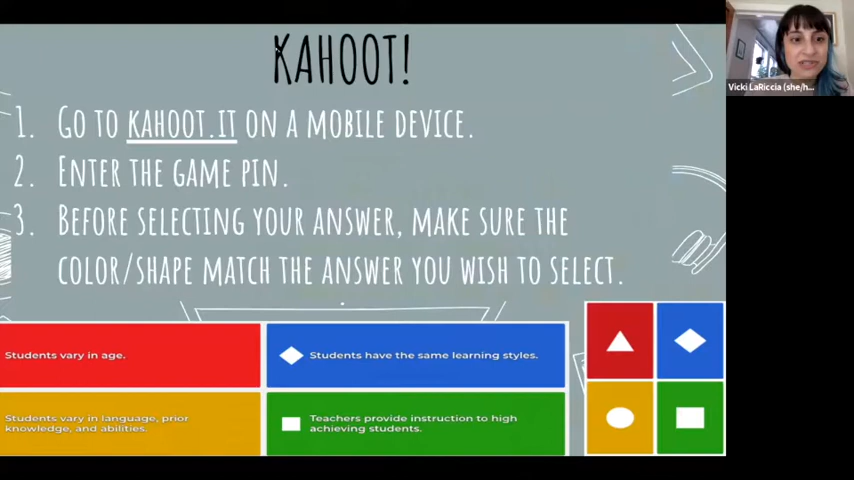 KAHOOT!
1. GO TO KAHOOT.IT ON A MOBILE DEVICE.
2. ENTER THE GAME PIN.
3. BEFORE SELECTING YOUR ANSWER, MAKE SURE THE
COLOR/SHAPE MATCH THE ANSWER YOU WISH TO SELECT.
Students vary in age.
Students have the same learning styles.
Students vary in language, prior
knowledge, and abilities.
Teachers provide instruction to high
achieving students.
Vicki LaRiccia (she/h...